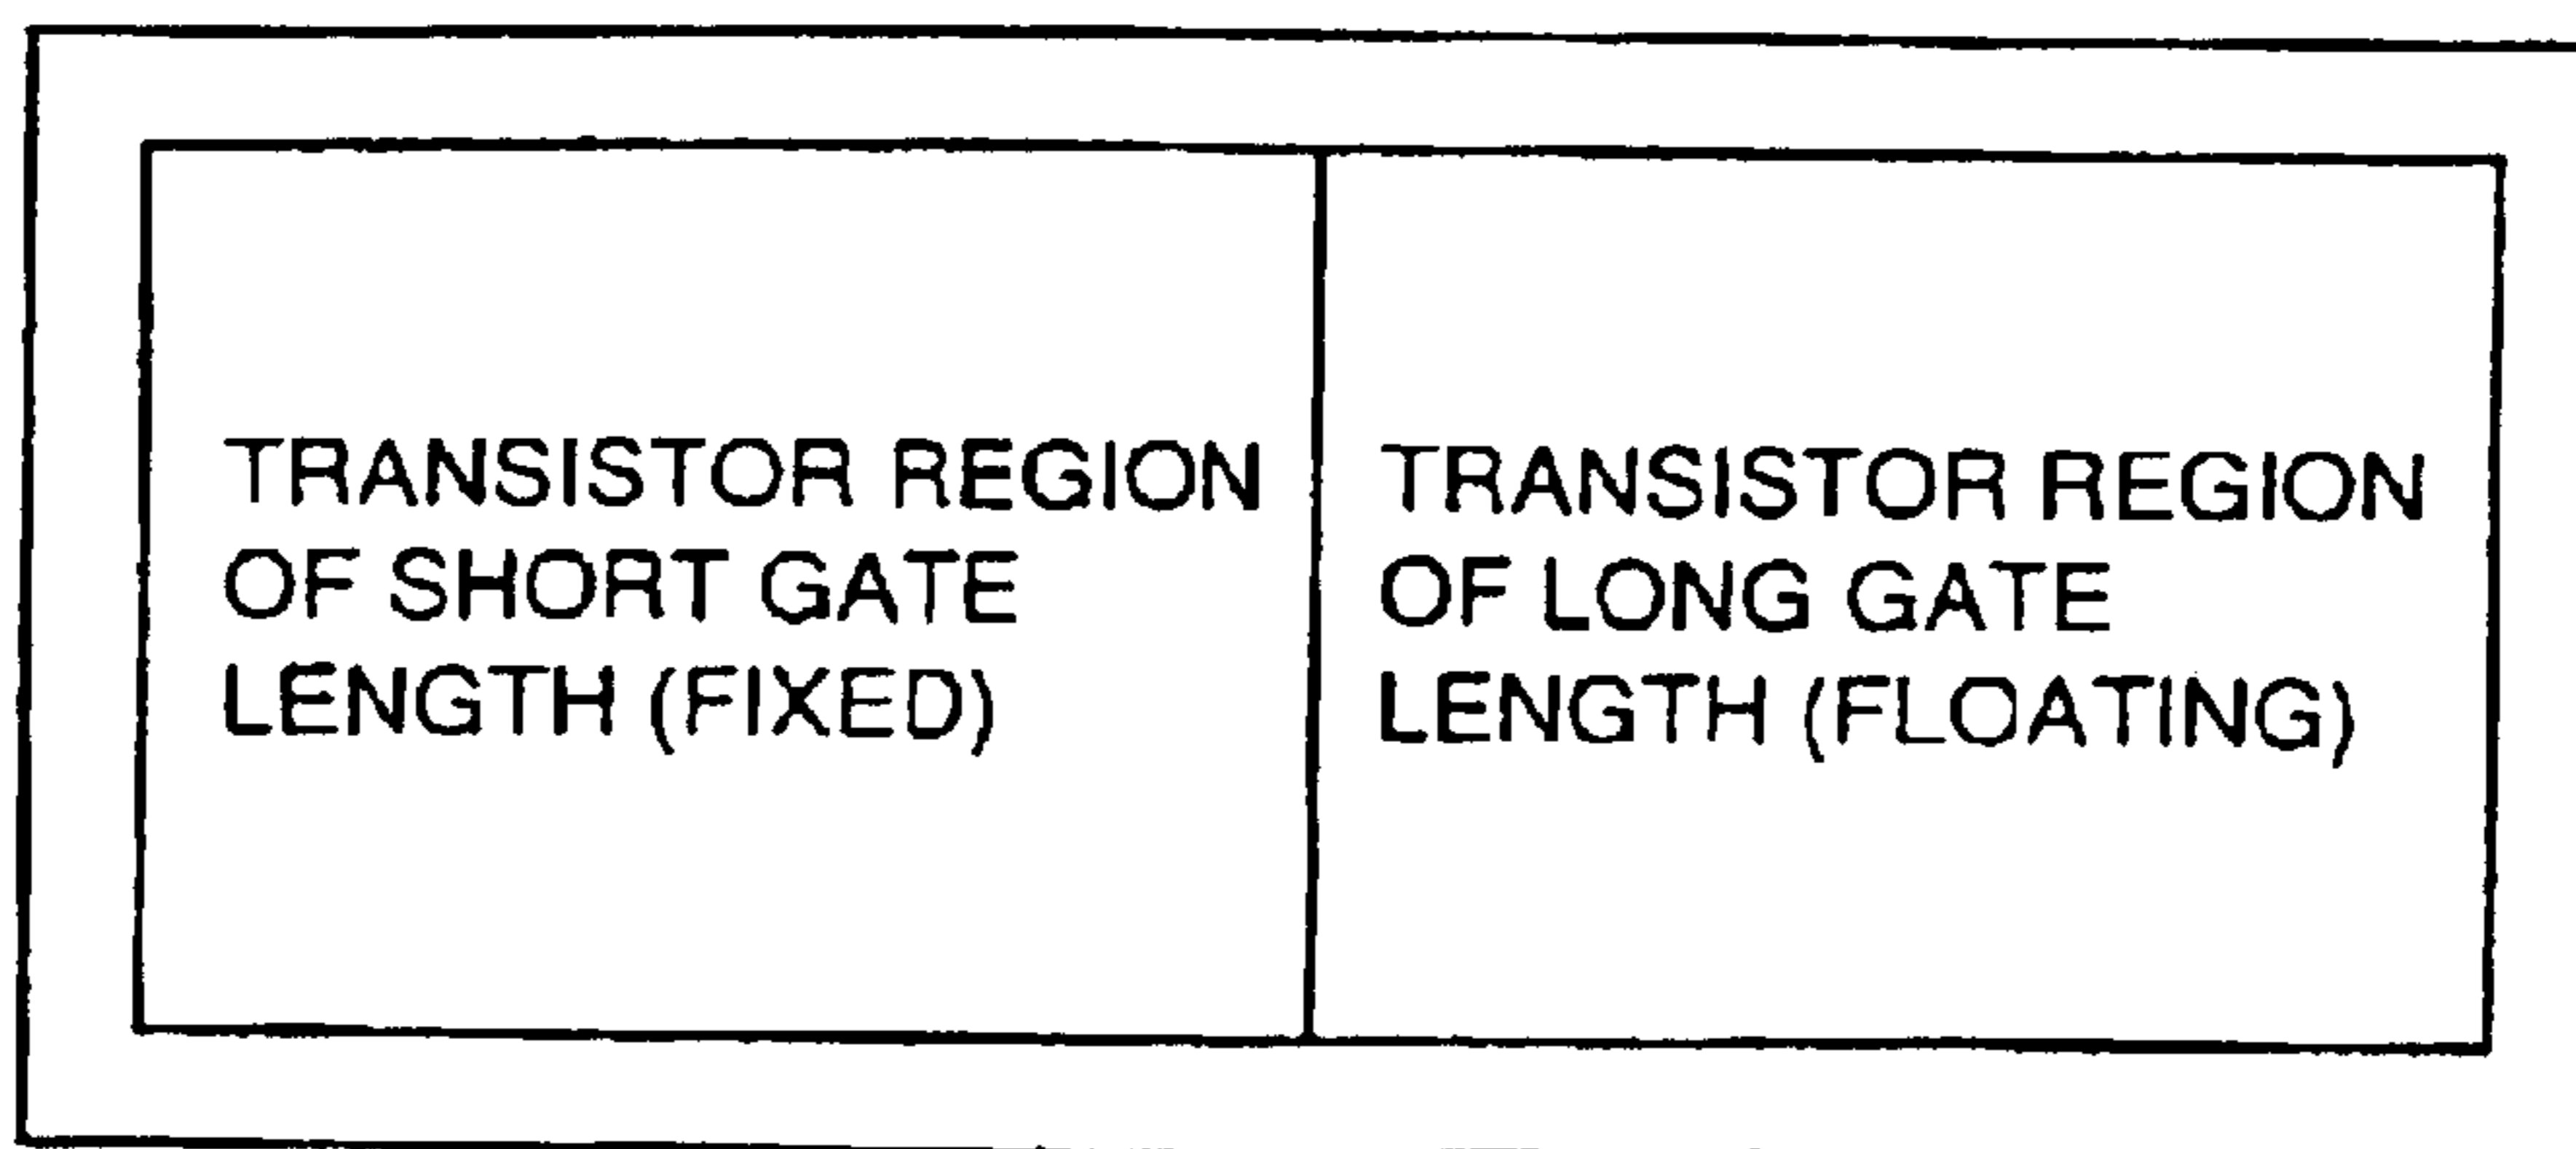 TRANSISTOR REGION
OF SHORT GATE
LENGTH (FIXED)
TRANSISTOR REGION
OF LONG GATE
LENGTH (FLOATING)